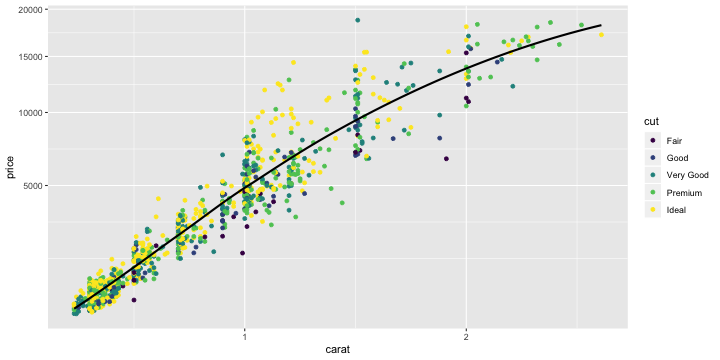 20000
15000
10000
5000
price
1
2
carat
cut
Fair
Good
Very Good
Premium
Ideal